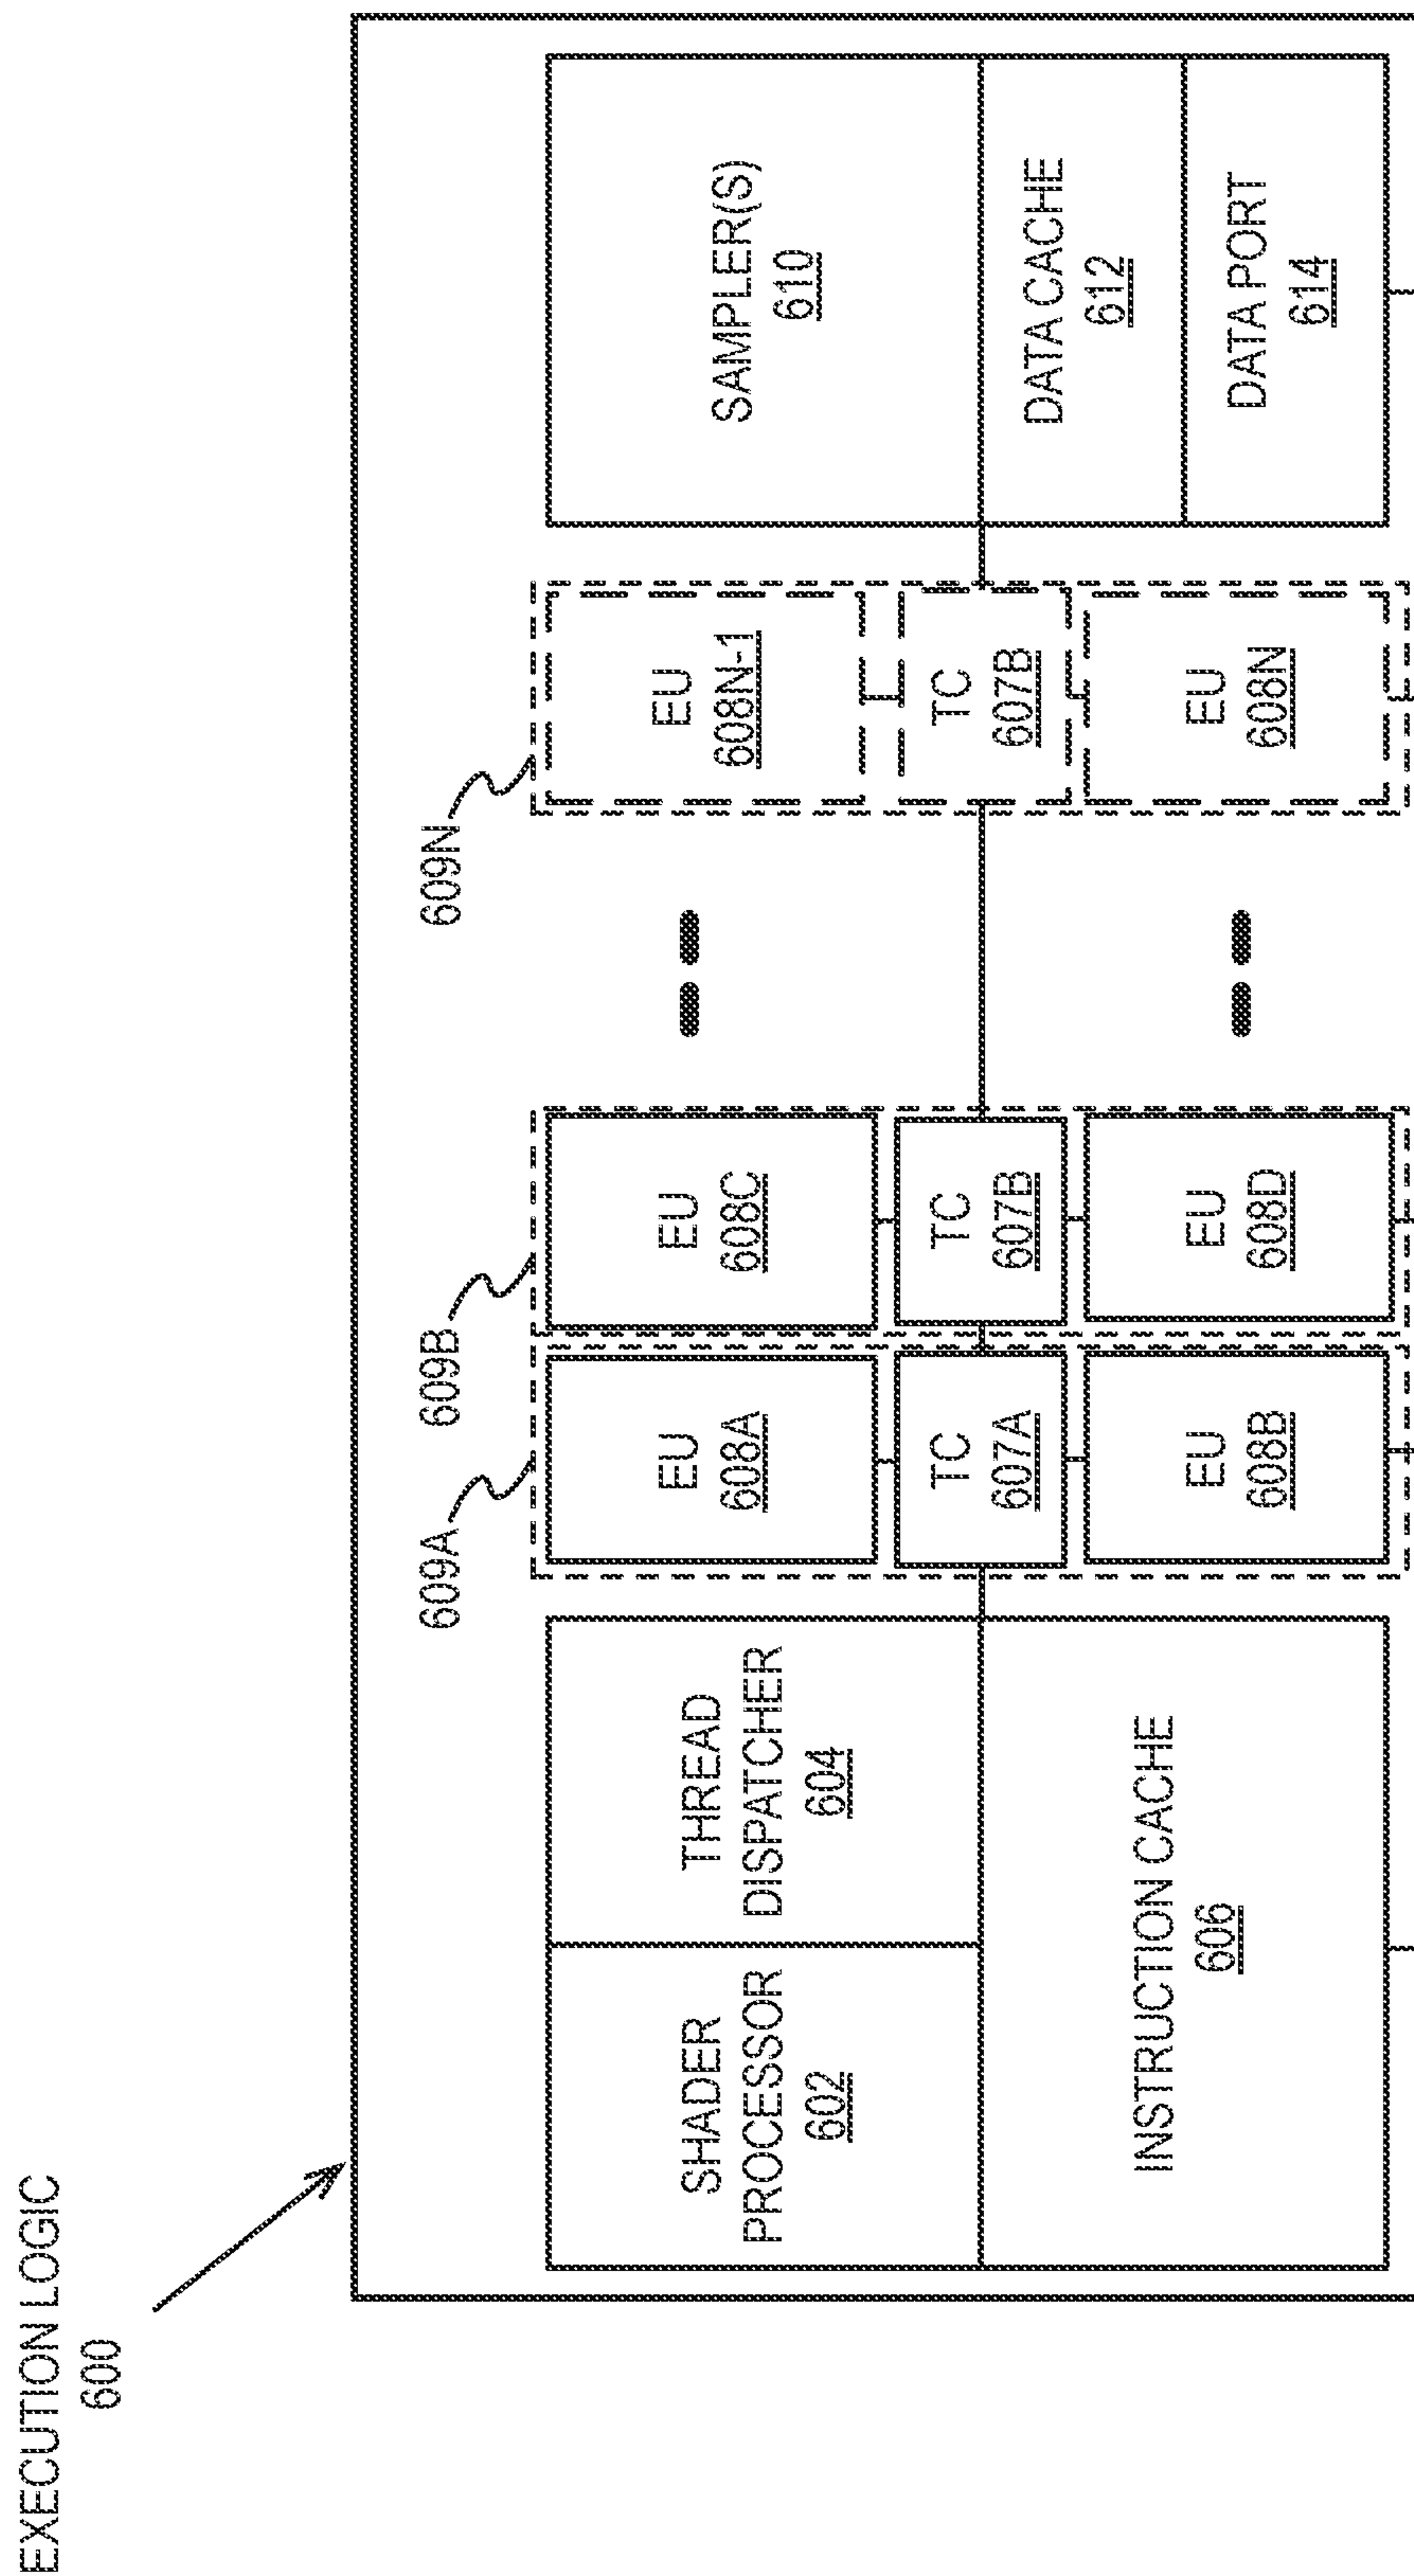 EXECUTION LOGIC
600
609A
609B
609N
SHADER
PROCESSOR
602
THREAD
DISPATCHER
604
INSTRUCTION CACHE
606
EU
608A
TC
607A
EU
608B
EU
608C
TC
607B
EU
608D
EU
608N-1
TC
607B
EU
608N
SAMPLER(S)
610
DATA CACHE
612
DATA PORT
614